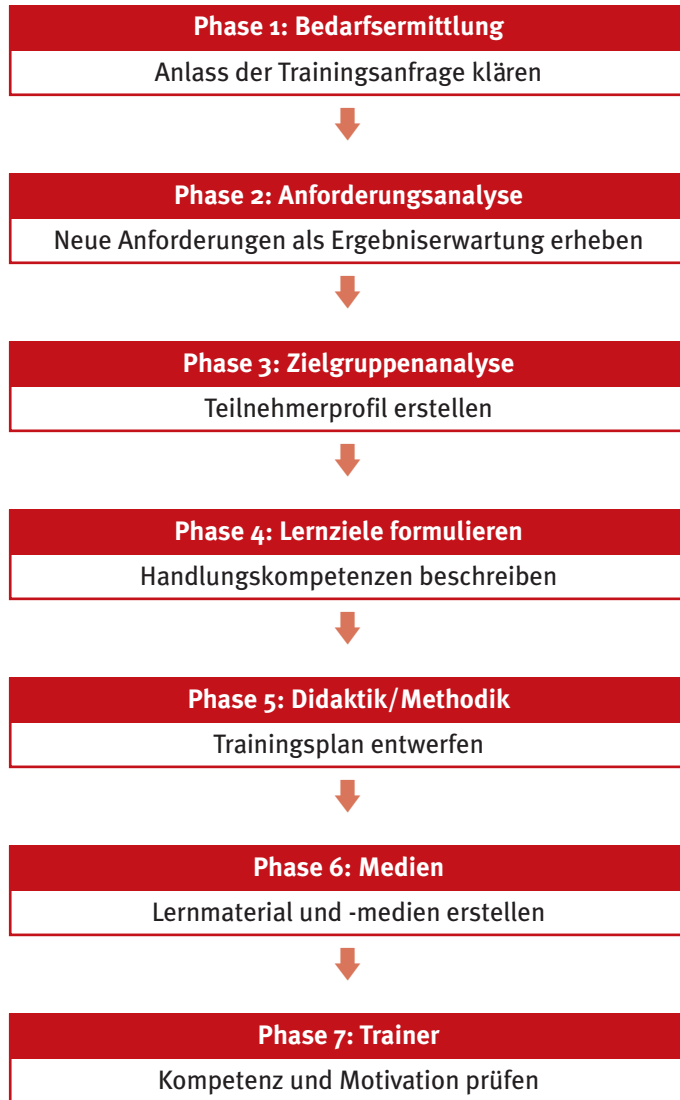 Phase 1: Bedarfsermittlung
Anlass der Trainingsanfrage klären
Phase 2: Anforderungsanalyse
Neue Anforderungen als Ergebniserwartung erheben
Phase 3: Zielgruppenanalyse
Teilnehmerprofil erstellen
Phase 4: Lernziele formulieren
Handlungskompetenzen beschreiben
Phase 5: Didaktik/Methodik
Trainingsplan entwerfen
Phase 6: Medien
Lernmaterial und -medien erstellen
Phase 7: Trainer
Kompetenz und Motivation prüfen